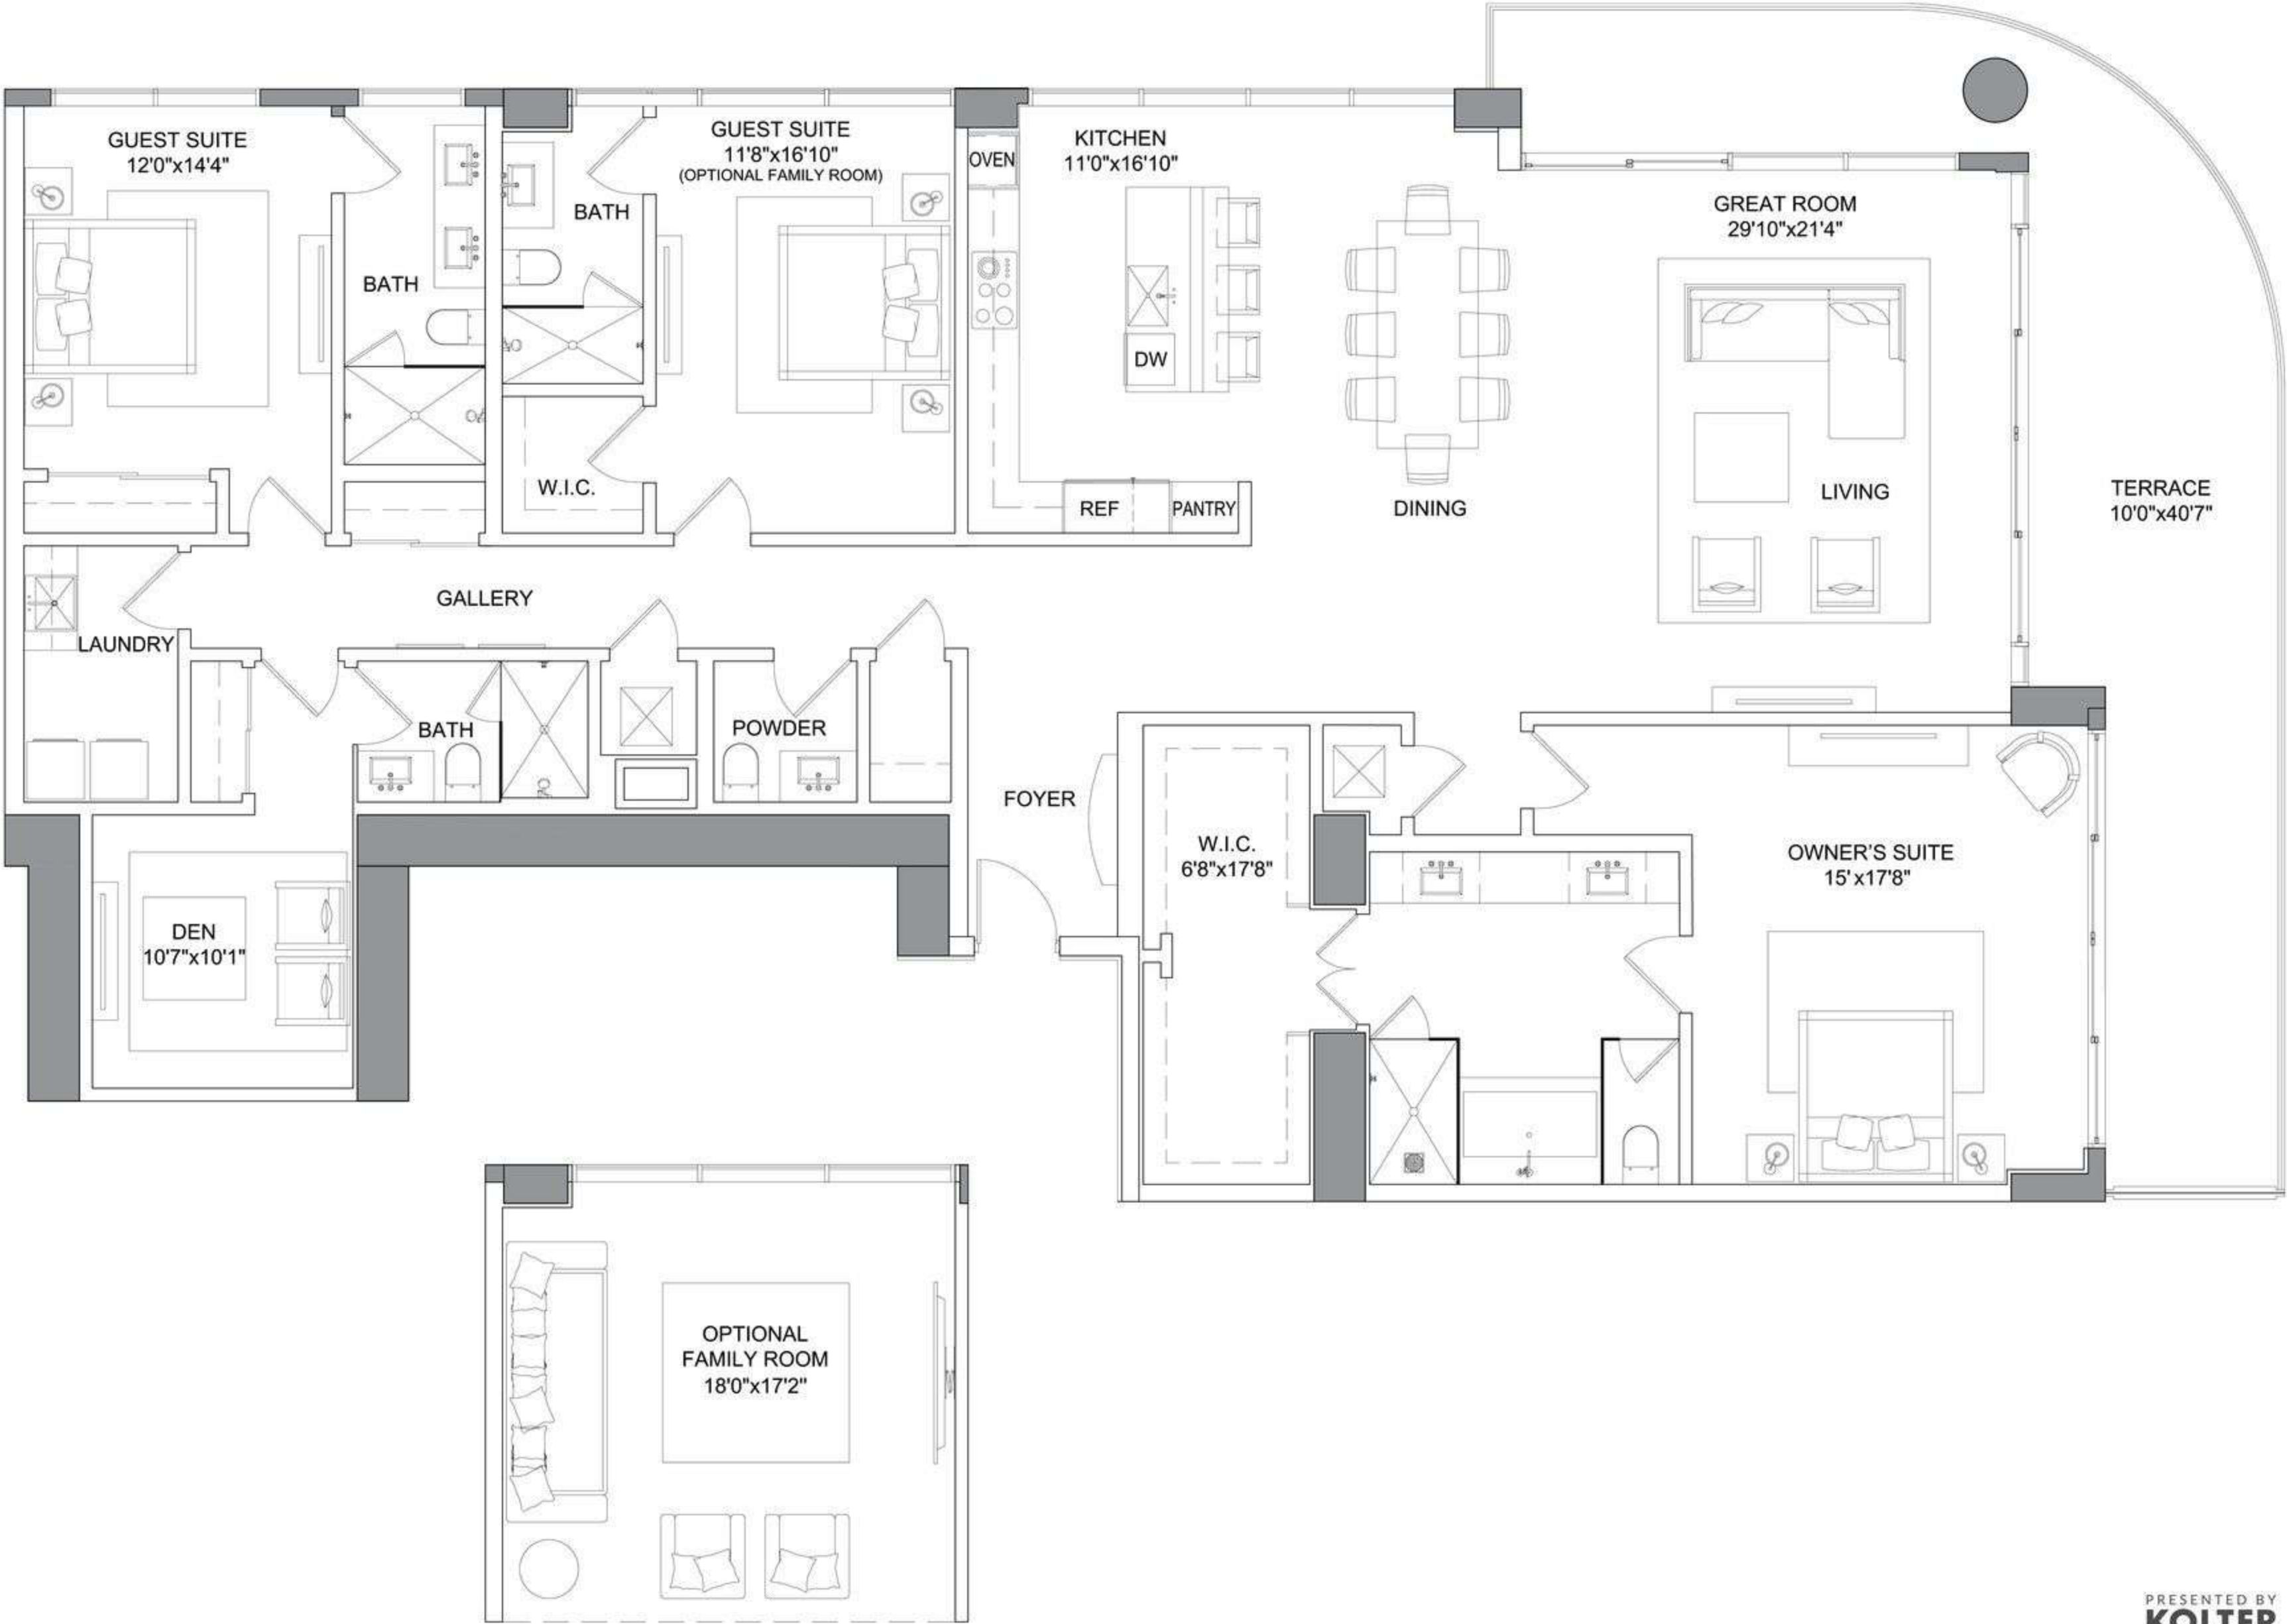 GUEST SUITE
12'0"x14'4"
GUEST SUITE
11'8"x16'10"
(OPTIONAL FAMILY ROOM)
BATH
BATH
W.I.C.
OVEN
KITCHEN
11'0"x16'10"
DW
REF
PANTRY
DINING
GREAT ROOM
29'10"x21'4"
LIVING
TERRACE
10'0"x40'7"
GALLERY
LAUNDRY
BATH
POWDER
FOYER
W.I.C.
6'8"x17'8"
OWNER'S SUITE
15'x17'8"
DEN
10'7"x10'1"
OPTIONAL
FAMILY ROOM
18'0"x17'2"
PRESENTED BY
KOLTER